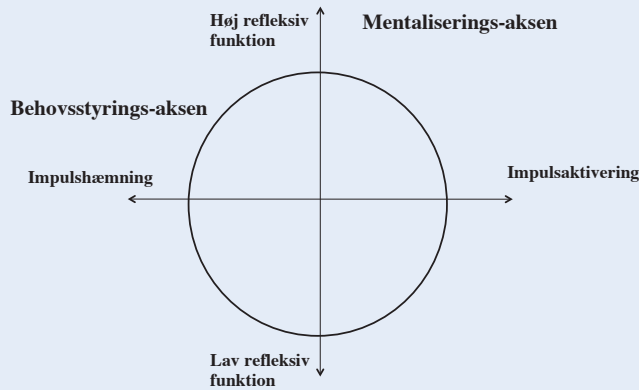 Høj refleksiv
funktion
Mentaliserings-aksen
Behovsstyrings-aksen
Impulshæmning
Impulsaktivering
Lav refleksiv
funktion